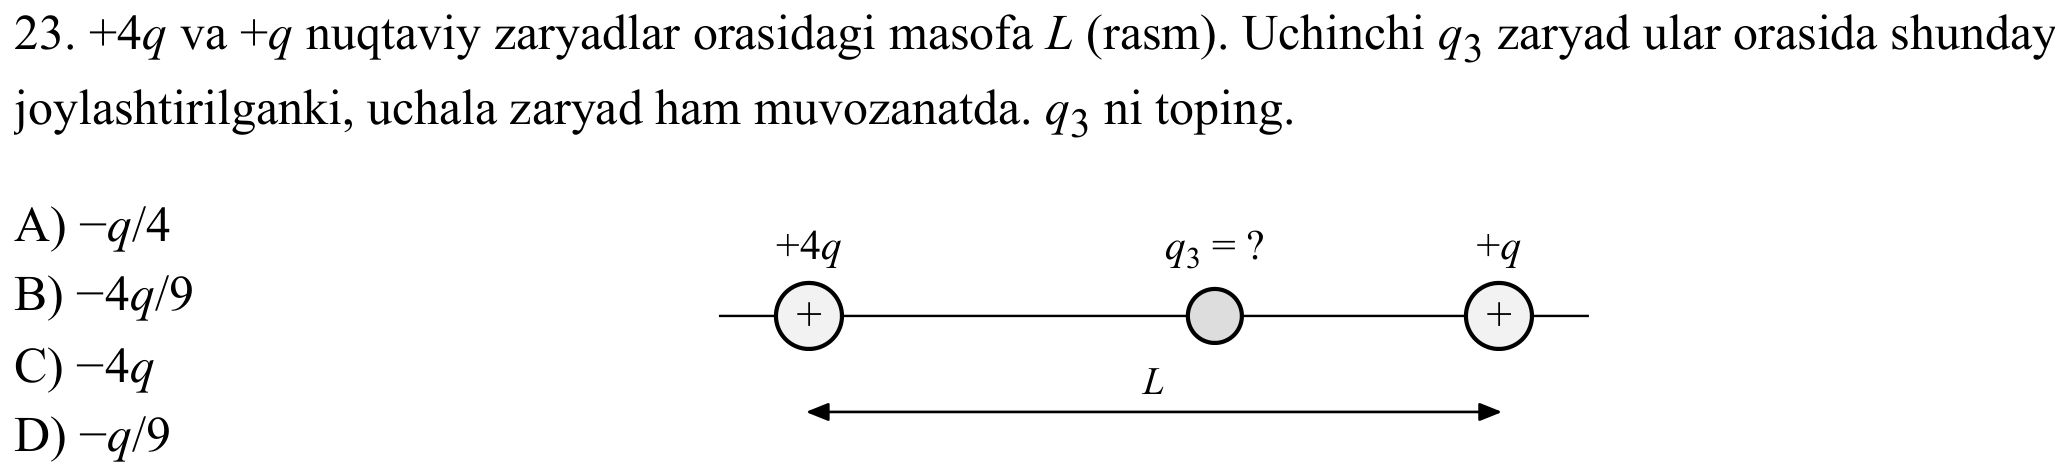 23. +4q va +q nuqtaviy zaryadlar orasidagi masofa L (rasm). Uchinchi q₃ zaryad ular orasida shunday
joylashtirilganki, uchala zaryad ham muvozanatda. q₃ ni toping.
A) −q/4
B) −4q/9
C) −4q
D) −q/9
+4q q₃ = ? +q
+ +
L